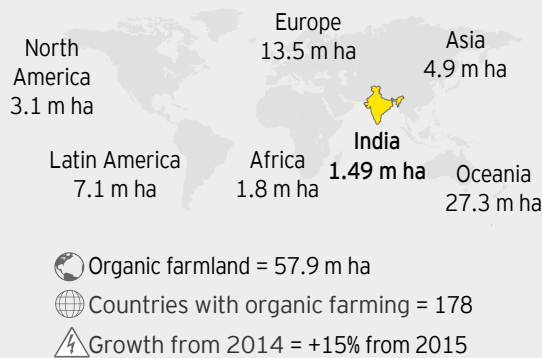 North
America
3.1 m ha
Europe
13.5 m ha
Asia
4.9 m ha
India
1.49 m ha
Latin America
7.1 m ha
Africa
1.8 m ha
Oceania
27.3 m ha
Organic farmland = 57.9 m ha
Countries with organic farming = 178
Growth from 2014 = +15% from 2015